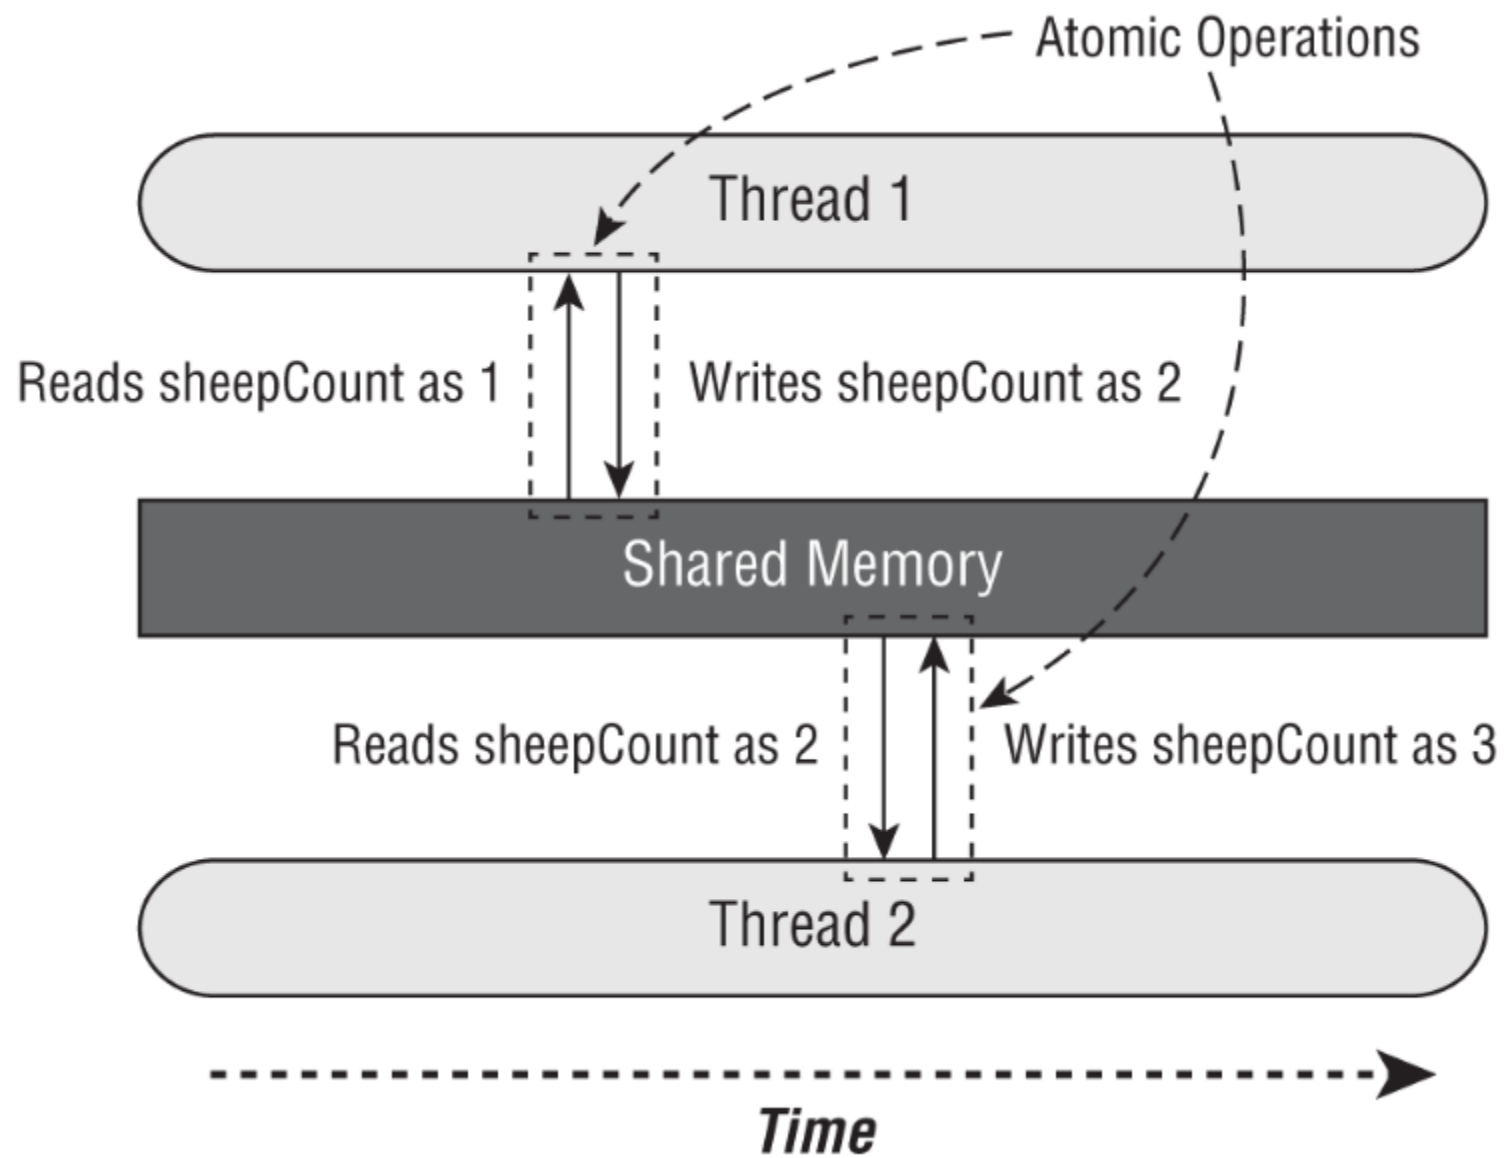 Atomic Operations
Thread 1
Reads sheepCount as 1
Writes sheepCount as 2
Shared Memory
Reads sheepCount as 2
Writes sheepCount as 3
Thread 2
Time